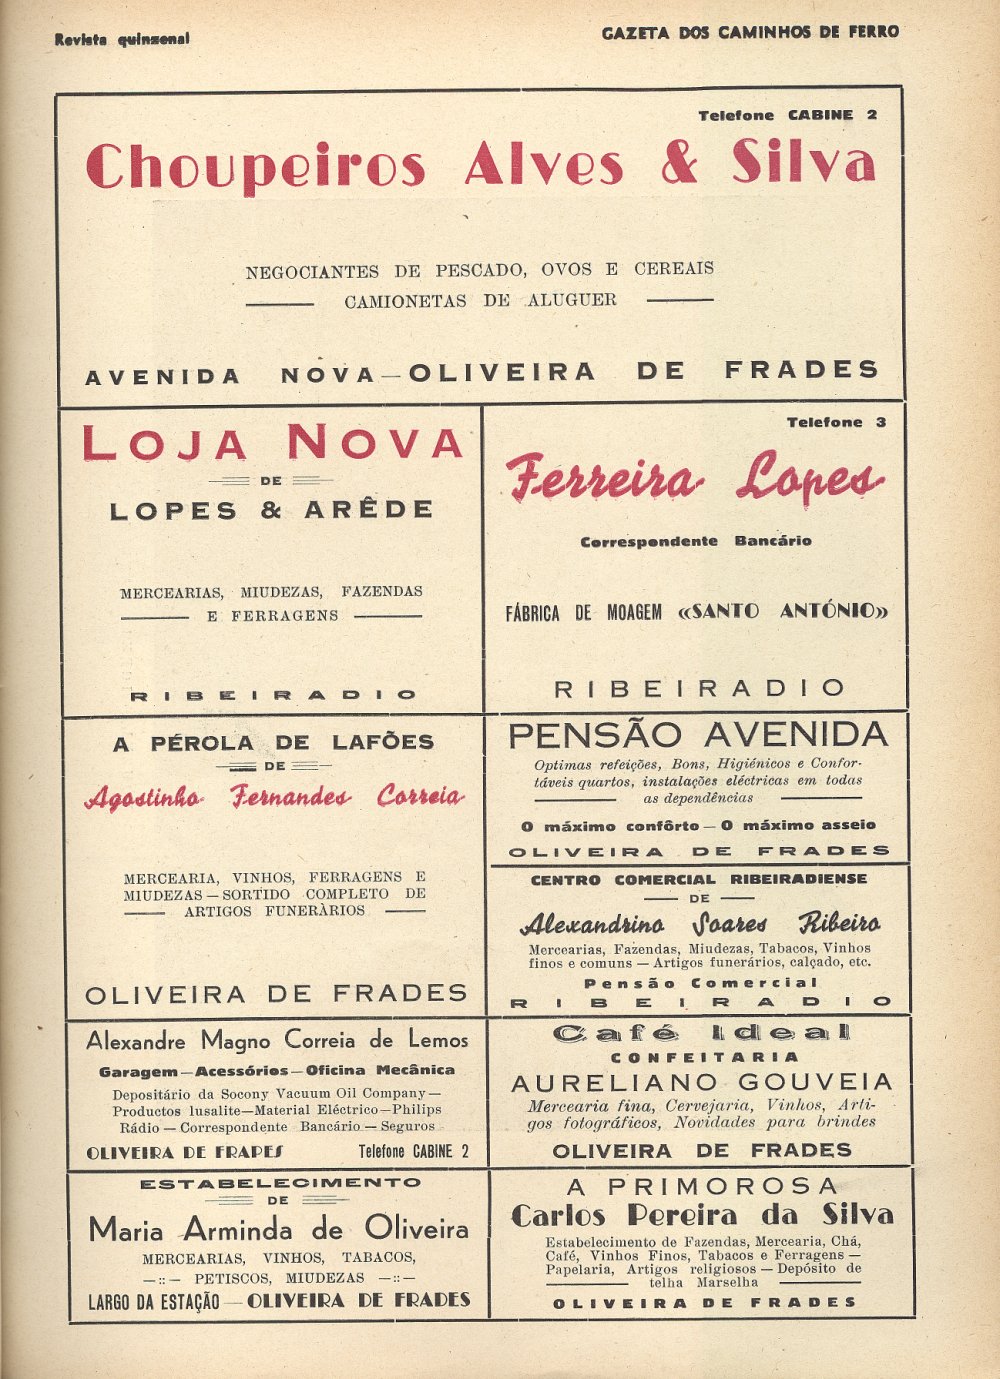 Revista quinzenal
GAZETA DOS CAMINHOS DE FERRO
Telefone CABINE 2
Choupeiros Alves & Silva
NEGOCIANTES DE PESCADO, OVOS E CEREAIS
CAMIONETAS DE ALUGUER
AVENIDA NOVA — OLIVEIRA DE FRADES
LOJA NOVA
DE
LOPES & ARÊDE
MERCEARIAS, MIUDEZAS, FAZENDAS
E FERRAGENS
RIBEIRADIO
Telefone 3
Ferreira Lopes
Correspondente Bancário
FÁBRICA DE MOAGEM «SANTO ANTÓNIO»
RIBEIRADIO
A PÉROLA DE LAFÕES
DE
Agostinho Fernandes Correia
MERCEARIA, VINHOS, FERRAGENS E
MIUDEZAS — SORTIDO COMPLETO DE
ARTIGOS FUNERÀRIOS
OLIVEIRA DE FRADES
PENSÃO AVENIDA
Optimas refeições, Bons, Higiénicos e Confor-
táveis quartos, instalações eléctricas em todas
as dependências
O máximo confôrto — O máximo asseio
OLIVEIRA DE FRADES
CENTRO COMERCIAL RIBEIRADIENSE
DE
Alexandrino Soares Ribeiro
Mercearias, Fazendas, Miudezas, Tabacos, Vinhos
finos e comuns — Artigos funerários, calçado, etc.
Pensão Comercial
RIBEIRADIO
Alexandre Magno Correia de Lemos
Garagem — Acessórios — Oficina Mecânica
Depositário da Socony Vacuum Oil Company —
Productos lusalite — Material Eléctrico — Philips
Rádio — Correspondente Bancário — Seguros
OLIVEIRA DE FRAPES Telefone CABINE 2
Café Ideal
CONFEITARIA
AURELIANO GOUVEIA
Mercearia fina, Cervejaria, Vinhos, Arti-
gos fotográficos, Novidades para brindes
OLIVEIRA DE FRADES
ESTABELECIMENTO
DE
Maria Arminda de Oliveira
MERCEARIAS, VINHOS, TABACOS,
—::— PETISCOS, MIUDEZAS —::—
LARGO DA ESTAÇÃO — OLIVEIRA DE FRADES
A PRIMOROSA
Carlos Pereira da Silva
Estabelecimento de Fazendas, Mercearia, Chá,
Café, Vinhos Finos, Tabacos e Ferragens —
Papelaria, Artigos religiosos — Depósito de
telha Marselha
OLIVEIRA DE FRADES